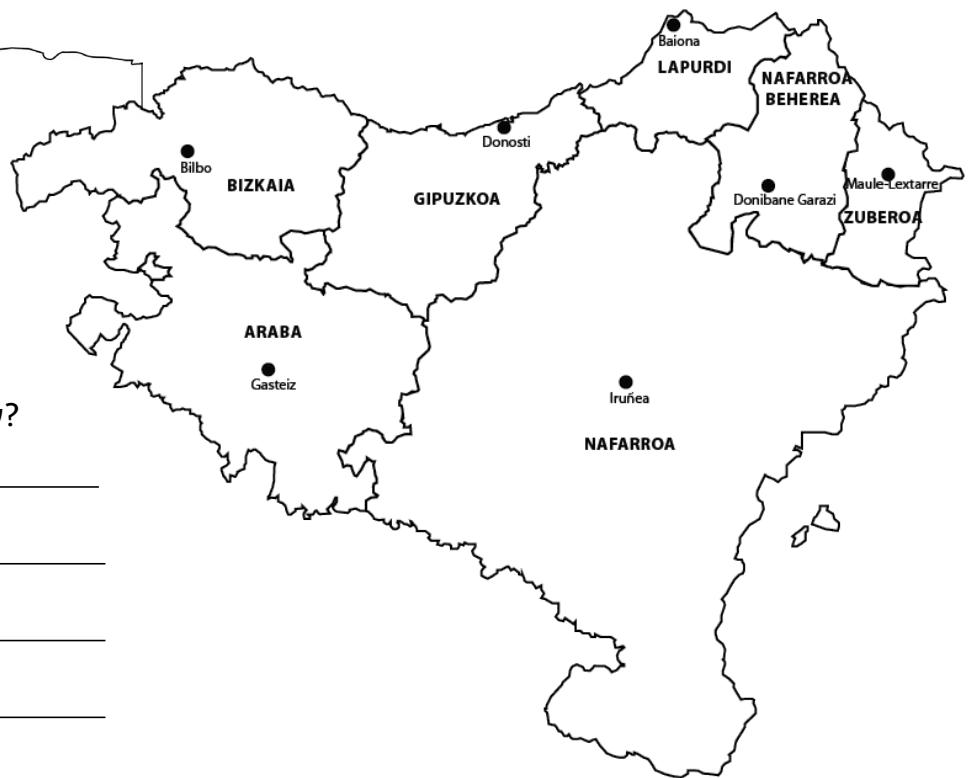 Baiona
LAPURDI
NAFARROA
BEHEREA
Donosti
Bilbo
BIZKAIA
GIPUZKOA
Donibane Garazi
Maule-Lextarre
ZUBEROA
ARABA
Gasteiz
Iruñea
NAFARROA
?